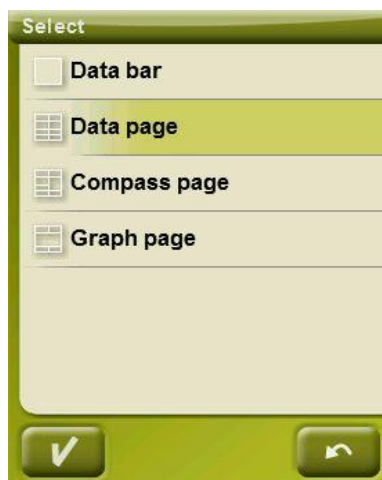 Select
Data bar
Data page
Compass page
Graph page